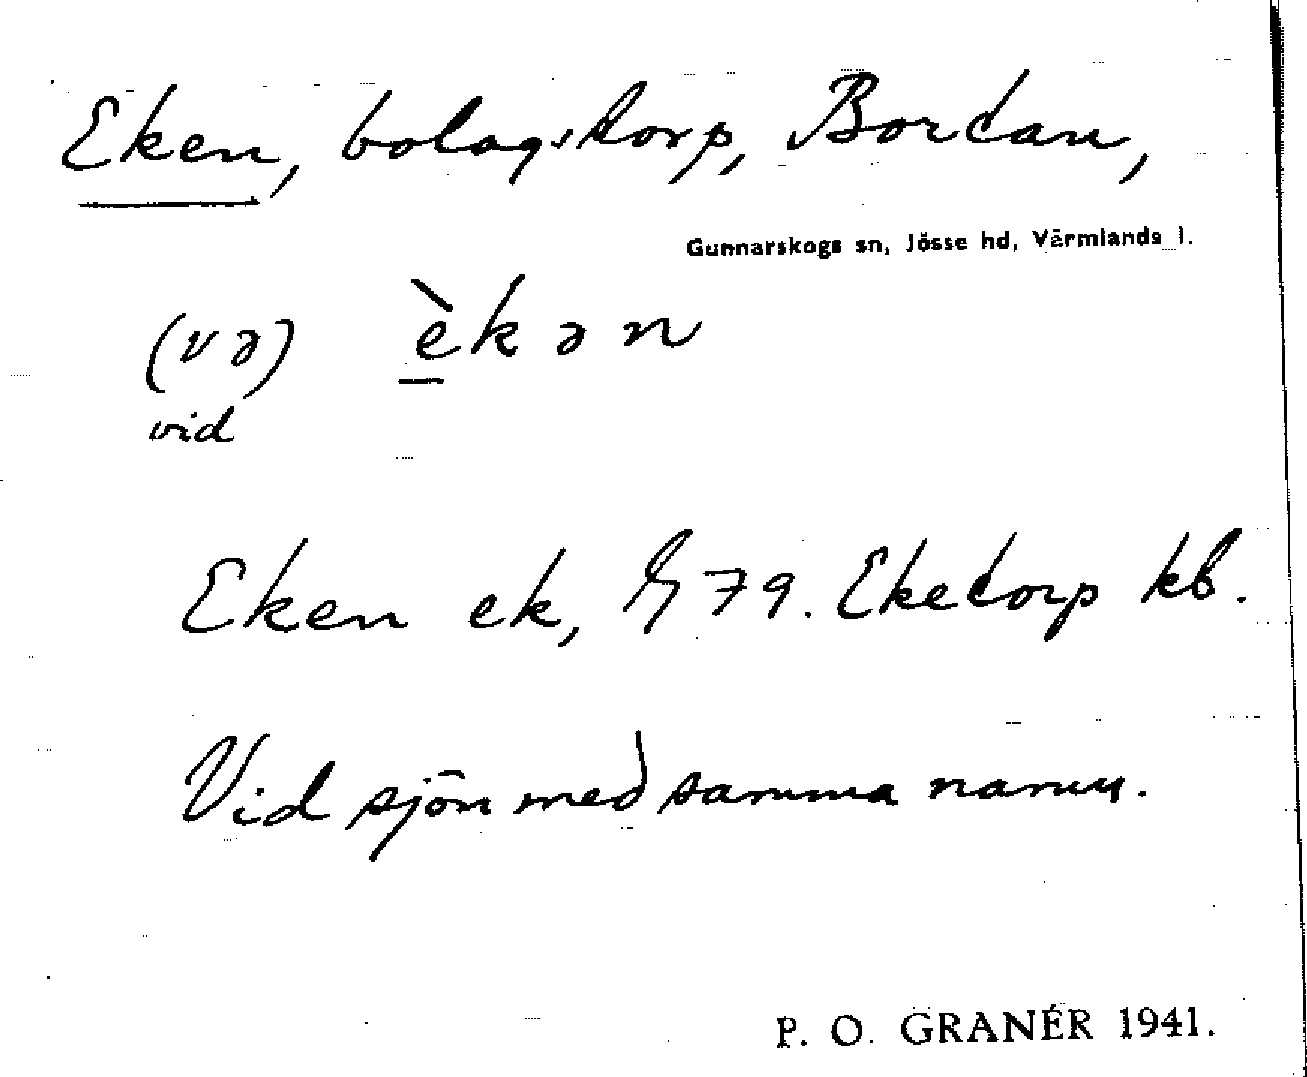 Eken, bolagstorp, Bordan,
Gunnarskogs sn, Jösse hd, Värmlands l.
(və) èkən
vid
Eken ek, G 79. Eketorp kb.
Vid sjön med samma namn.
P. O. GRANÉR 1941.